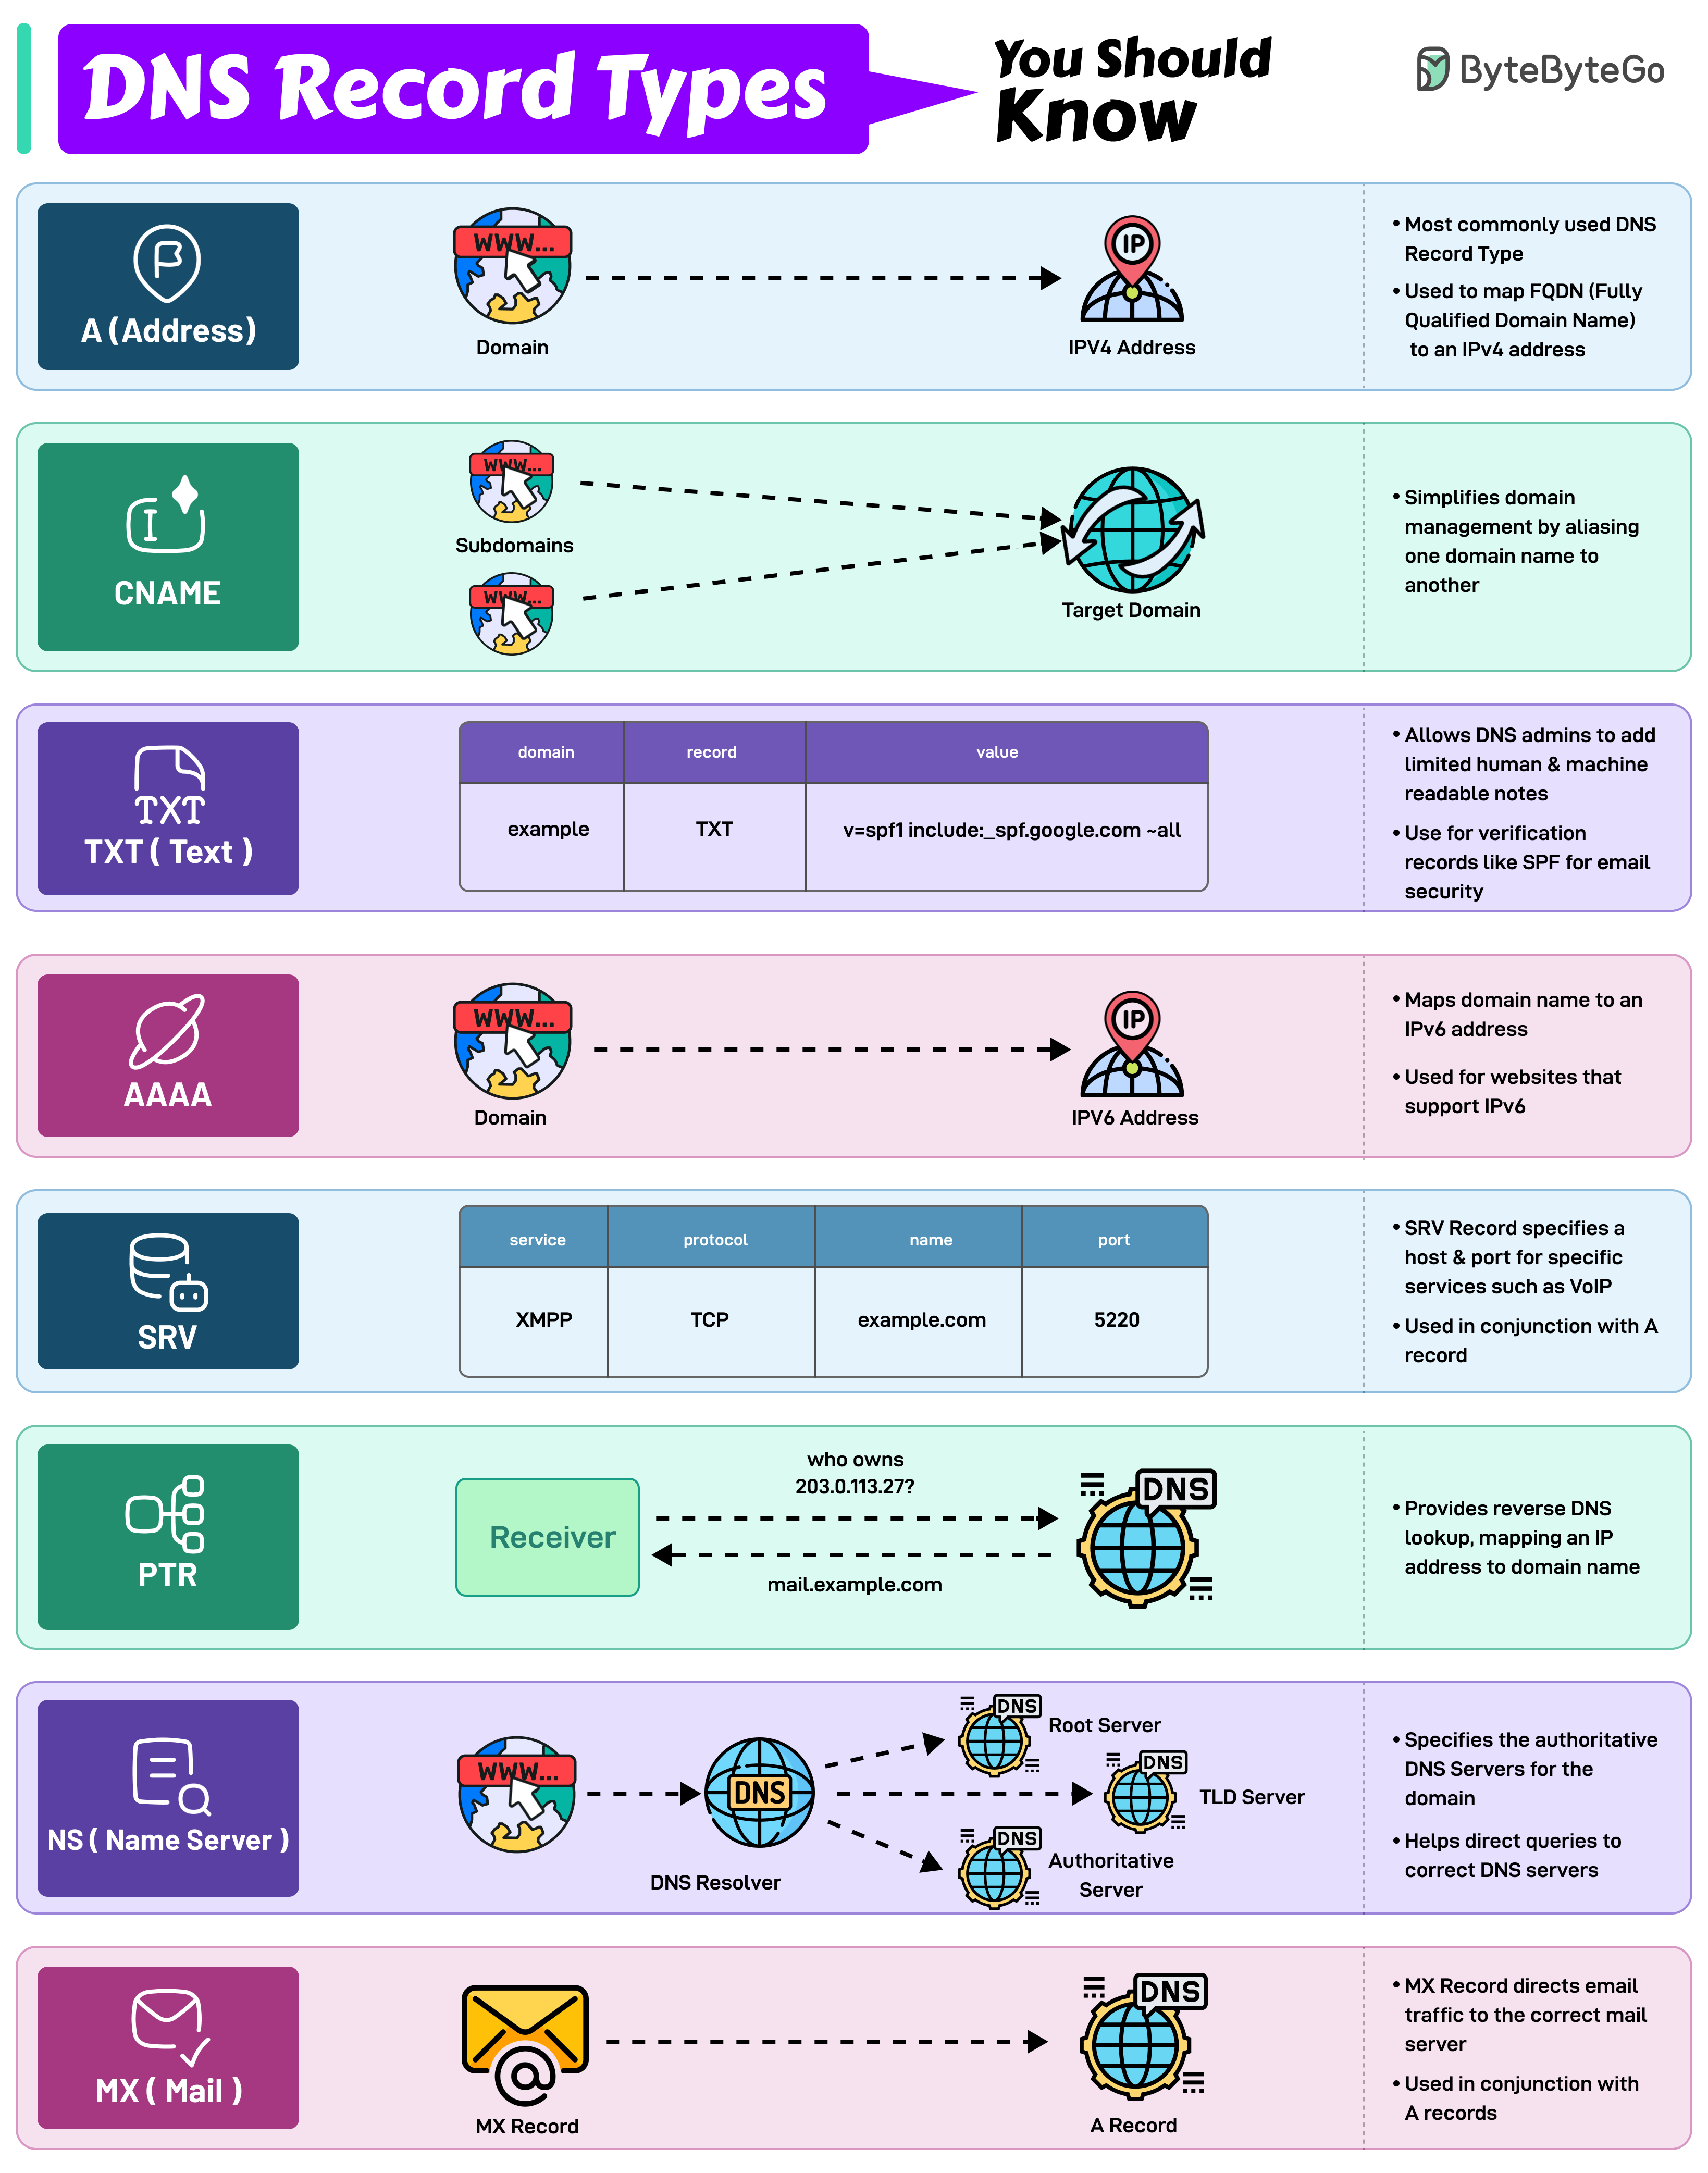 DNS Record Types
You Should
Know
ByteByteGo
A (Address)
WWW...
Domain
IP
IPV4 Address
• Most commonly used DNS
Record Type
• Used to map FQDN (Fully
Qualified Domain Name)
to an IPv4 address
CNAME
WWW...
Subdomains
WWW...
Target Domain
• Simplifies domain
management by aliasing
one domain name to
another
TXT
TXT ( Text )
domain record value
example TXT v=spf1 include:_spf.google.com ~all
• Allows DNS admins to add
limited human & machine
readable notes
• Use for verification
records like SPF for email
security
AAAA
WWW...
Domain
IP
IPV6 Address
• Maps domain name to an
IPv6 address
• Used for websites that
support IPv6
SRV
service protocol name port
XMPP TCP example.com 5220
• SRV Record specifies a
host & port for specific
services such as VoIP
• Used in conjunction with A
record
PTR
Receiver
who owns
203.0.113.27?
mail.example.com
DNS
• Provides reverse DNS
lookup, mapping an IP
address to domain name
NS ( Name Server )
WWW...
DNS
DNS Resolver
DNS
Root Server
DNS
TLD Server
DNS
Authoritative
Server
• Specifies the authoritative
DNS Servers for the
domain
• Helps direct queries to
correct DNS servers
MX ( Mail )
@
MX Record
DNS
A Record
• MX Record directs email
traffic to the correct mail
server
• Used in conjunction with
A records